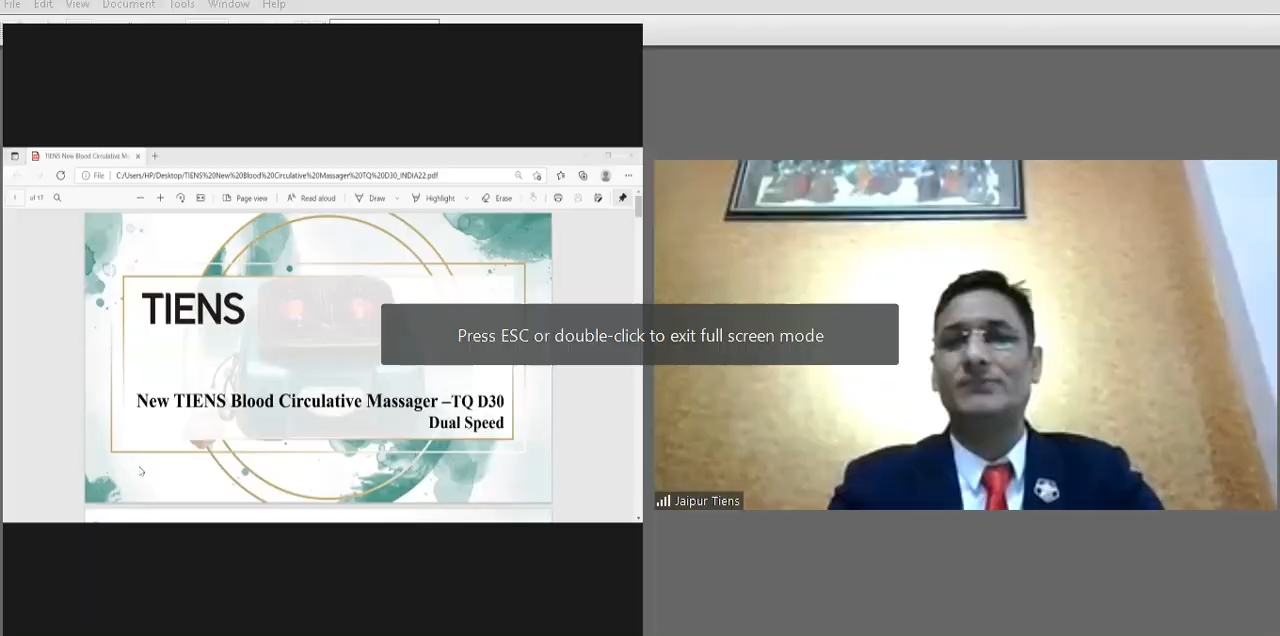 File Edit View Document Tools Window Help
TIENS New Blood Circulative Ma
File C:/Users/HP/Desktop/TIENS%20New%20Blood%20Circulative%20Massager%20TQ%20D30_INDIA22.pdf
1 of 17 Page view Read aloud Draw Highlight Erase
TIENS
Press ESC or double-click to exit full screen mode
New TIENS Blood Circulative Massager –TQ D30
Dual Speed
Jaipur Tiens